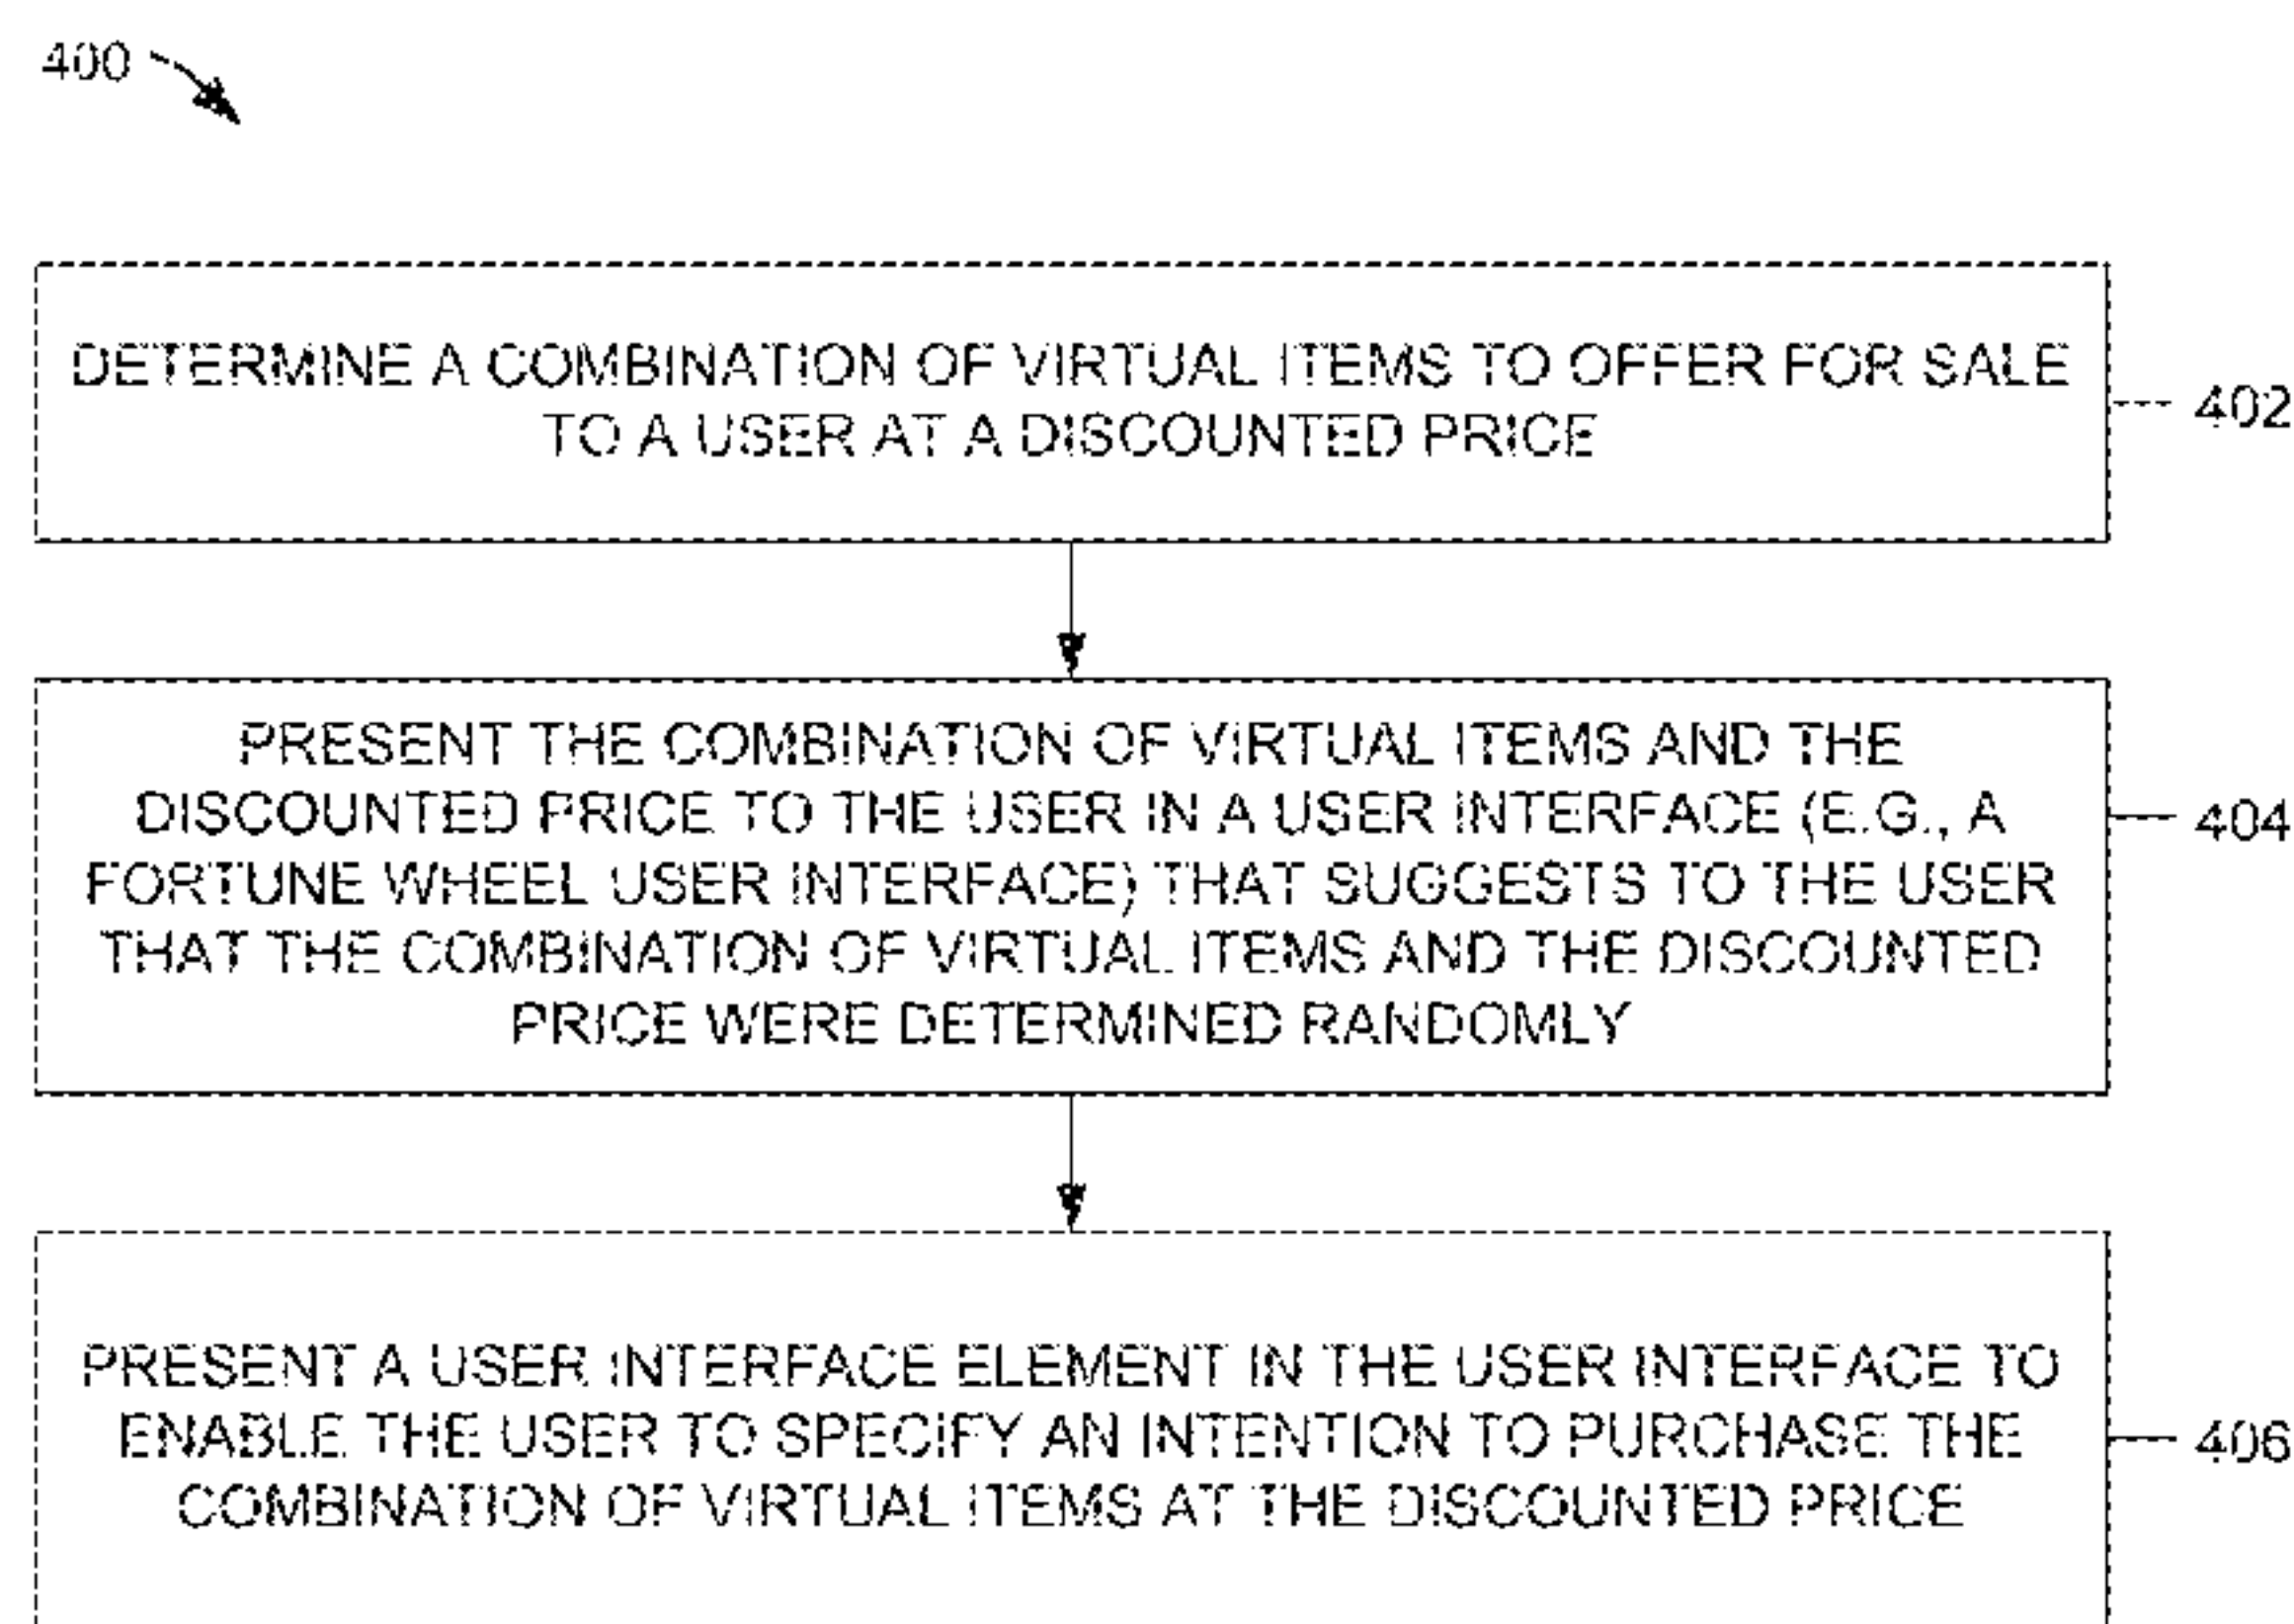 400
DETERMINE A COMBINATION OF VIRTUAL ITEMS TO OFFER FOR SALE
TO A USER AT A DISCOUNTED PRICE
402
PRESENT THE COMBINATION OF VIRTUAL ITEMS AND THE
DISCOUNTED PRICE TO THE USER IN A USER INTERFACE (E.G., A
FORTUNE WHEEL USER INTERFACE) THAT SUGGESTS TO THE USER
THAT THE COMBINATION OF VIRTUAL ITEMS AND THE DISCOUNTED
PRICE WERE DETERMINED RANDOMLY
404
PRESENT A USER INTERFACE ELEMENT IN THE USER INTERFACE TO
ENABLE THE USER TO SPECIFY AN INTENTION TO PURCHASE THE
COMBINATION OF VIRTUAL ITEMS AT THE DISCOUNTED PRICE
406